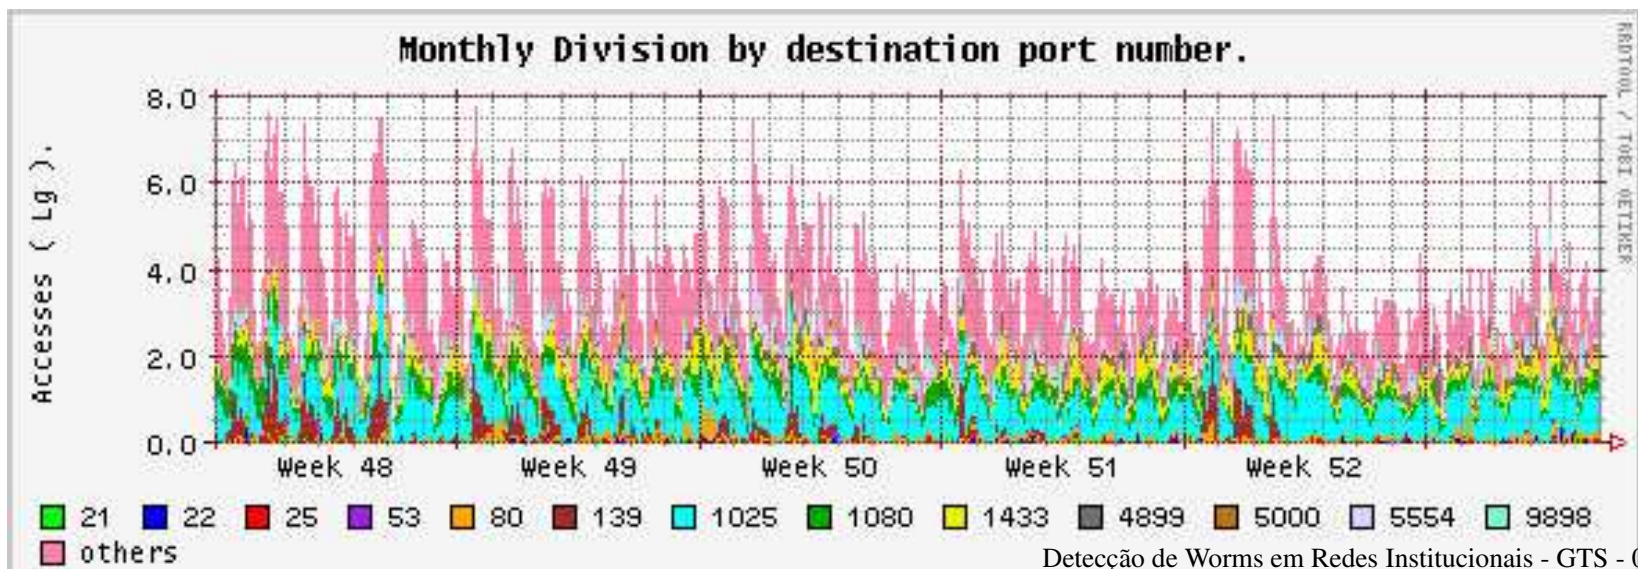 Monthly Division by destination port number.
RRDTOOL / TOBI OETIKER
Accesses ( Lg ).
8.0
6.0
4.0
2.0
0.0
Week 48 Week 49 Week 50 Week 51 Week 52
21 22 25 53 80 139 1025 1080 1433 4899 5000 5554 9898
others
Detecção de Worms em Redes Institucionais - GTS - 0